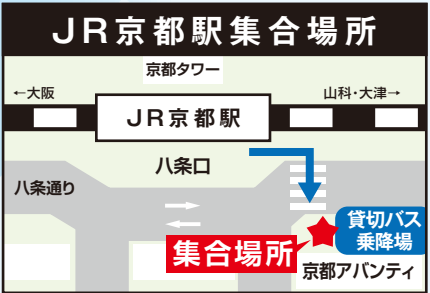 JR京都駅集合場所
京都タワー
←大阪
山科・大津→
JR京都駅
八条口
八条通り
貸切バス
乗降場
集合場所
京都アバンティ